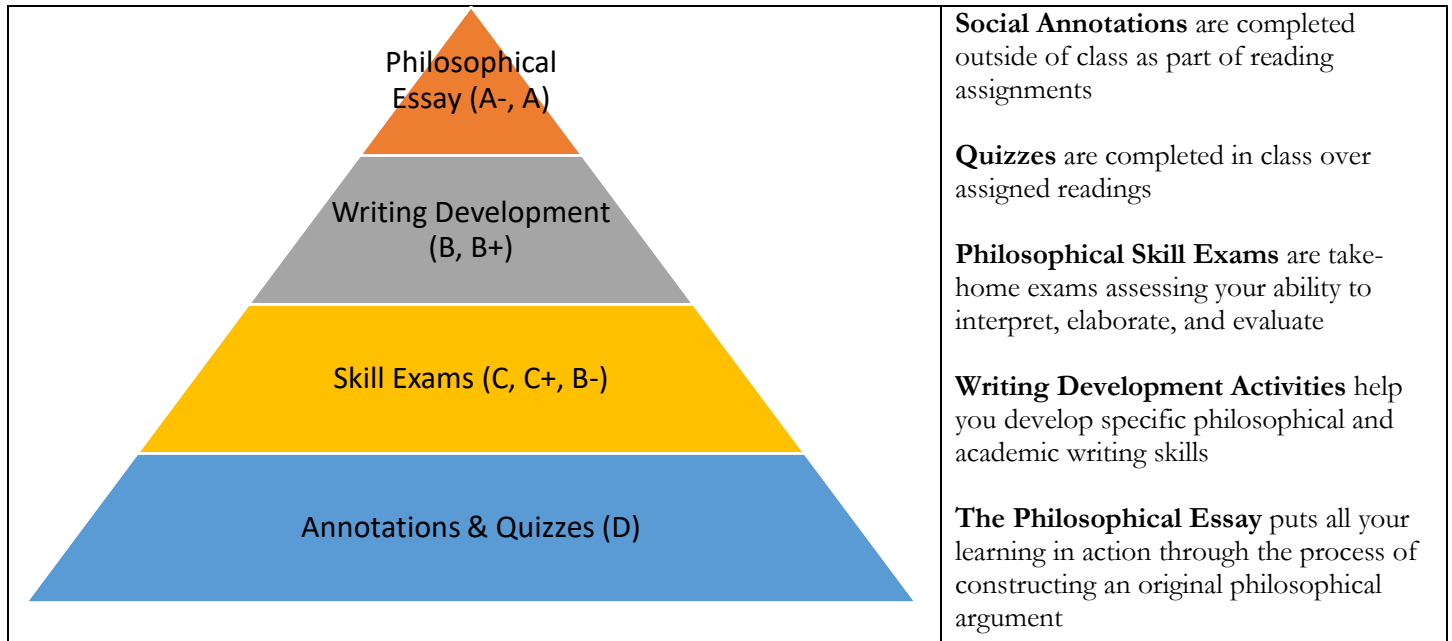 Philosophical
Essay (A-, A)
Writing Development
(B, B+)
Skill Exams (C, C+, B-)
Annotations & Quizzes (D)
Social Annotations are completed
outside of class as part of reading
assignments
Quizzes are completed in class over
assigned readings
Philosophical Skill Exams are take-
home exams assessing your ability to
interpret, elaborate, and evaluate
Writing Development Activities help
you develop specific philosophical and
academic writing skills
The Philosophical Essay puts all your
learning in action through the process of
constructing an original philosophical
argument